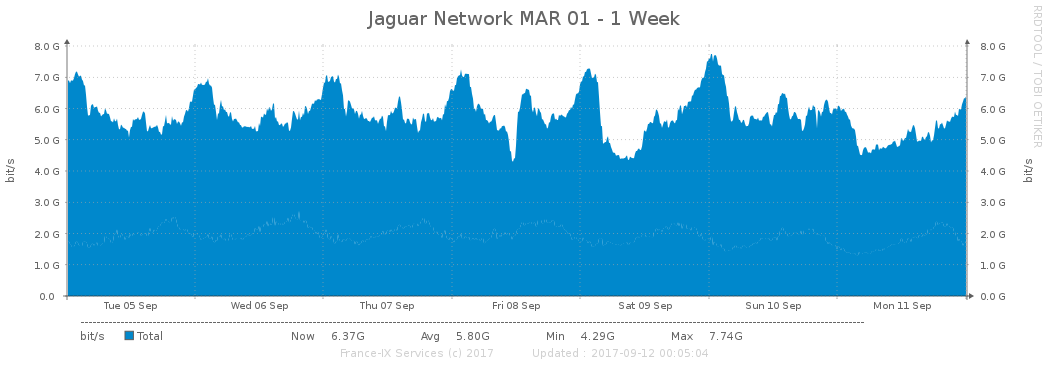 Jaguar Network MAR 01 - 1 Week
RRDTOOL / TOBI OETIKER
8.0 G 8.0 G
7.0 G 7.0 G
6.0 G 6.0 G
5.0 G 5.0 G
4.0 G 4.0 G
3.0 G 3.0 G
2.0 G 2.0 G
1.0 G 1.0 G
0.0 0.0 G
bit/s bit/s
Tue 05 Sep Wed 06 Sep Thu 07 Sep Fri 08 Sep Sat 09 Sep Sun 10 Sep Mon 11 Sep
bit/s Total Now 6.37G Avg 5.80G Min 4.29G Max 7.74G
France-IX Services (c) 2017 Updated : 2017-09-12 00:05:04